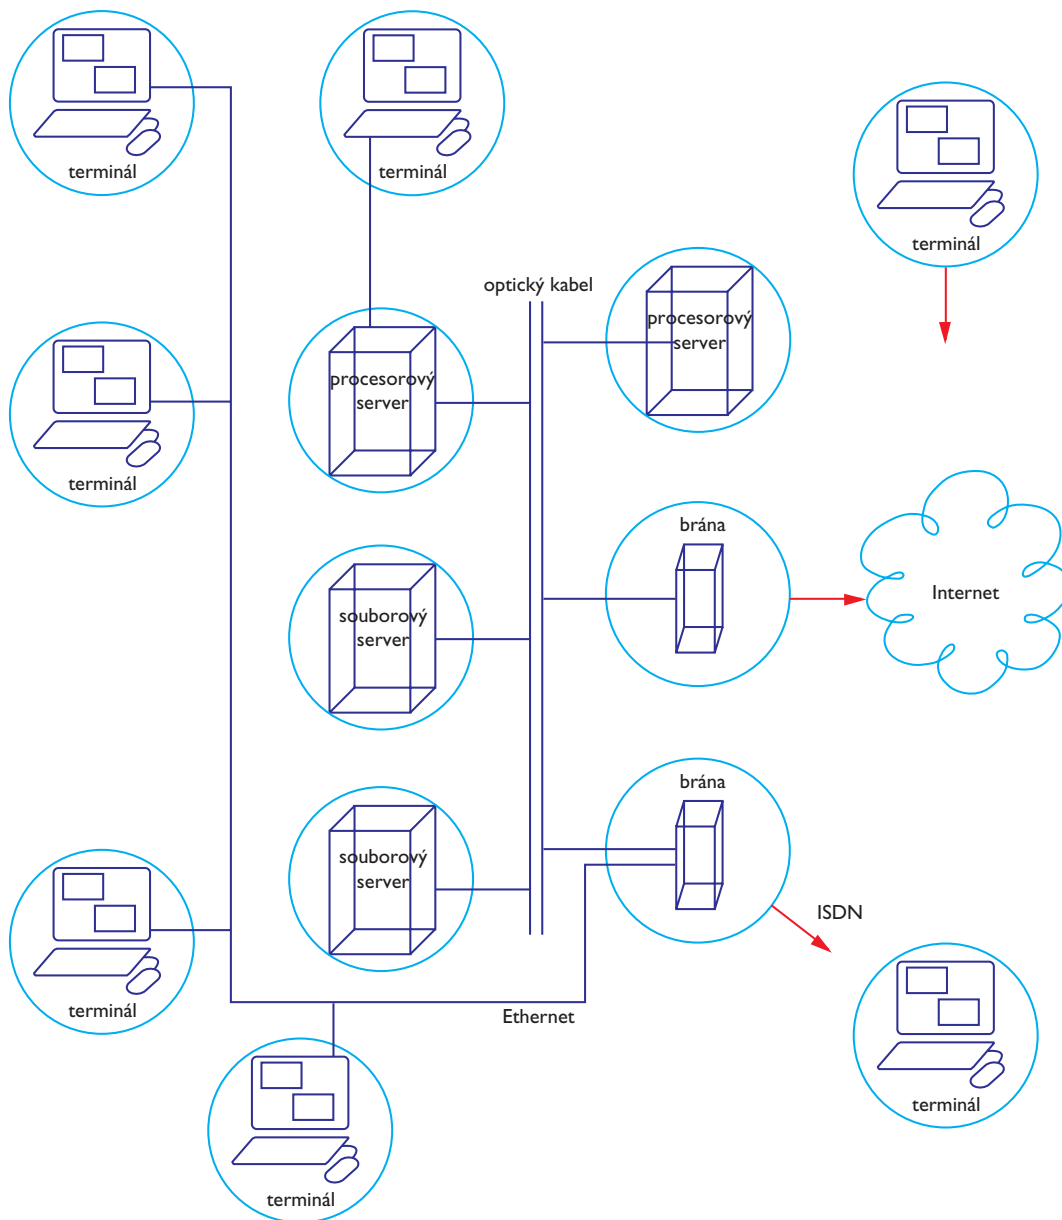 terminál
terminál
terminál
optický kabel
procesorový
server
procesorový
server
terminál
brána
Internet
souborový
server
brána
souborový
server
ISDN
terminál
Ethernet
terminál
terminál